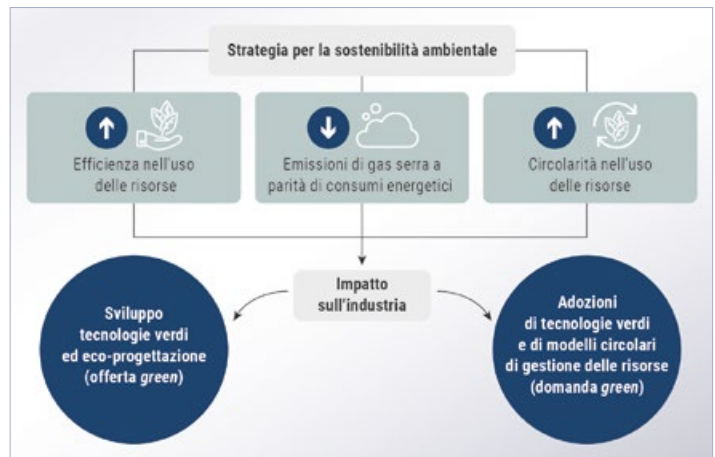 Strategia per la sostenibilità ambientale
Efficienza nell'uso
delle risorse
Emissioni di gas serra a
parità di consumi energetici
Circolarità nell'uso
delle risorse
Impatto
sull'industria
Sviluppo
tecnologie verdi
ed eco-progettazione
(offerta green)
Adozioni
di tecnologie verdi
e di modelli circolari
di gestione delle risorse
(domanda green)